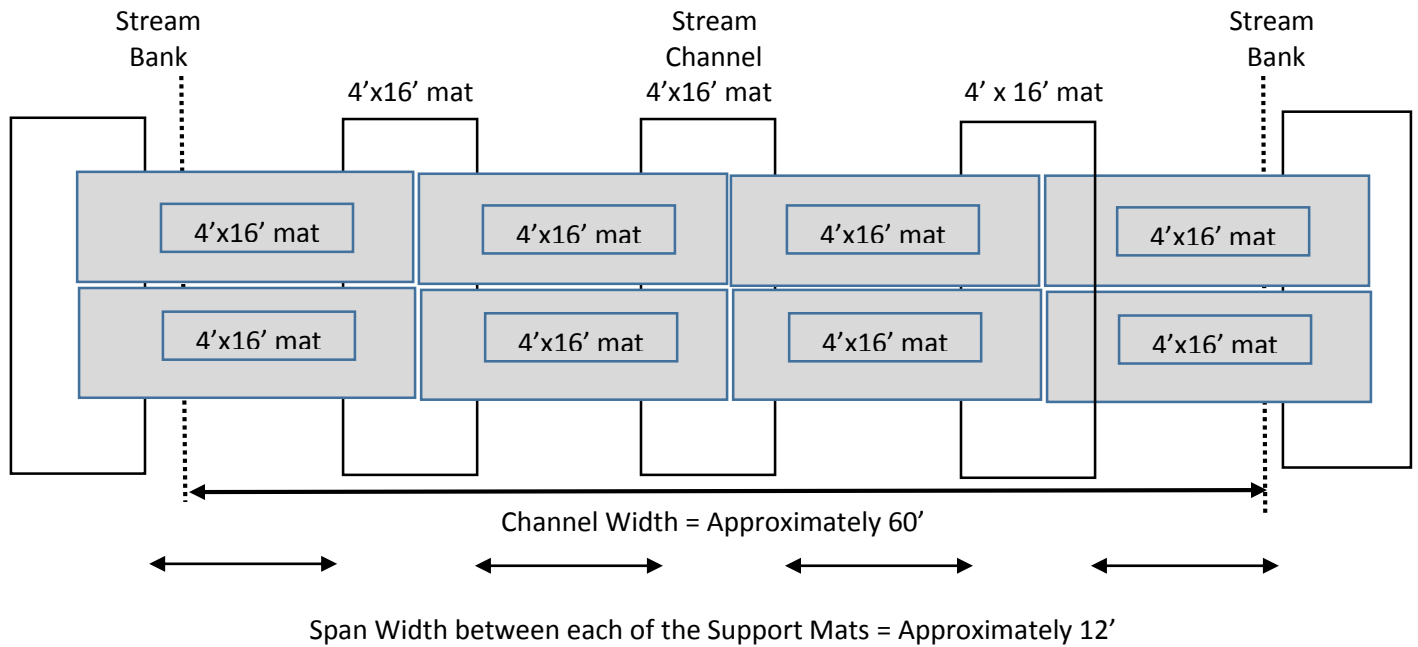 Stream
Bank
Stream
Channel
Stream
Bank
4'x16' mat
4'x16' mat
4' x 16' mat
4'x16' mat
4'x16' mat
4'x16' mat
4'x16' mat
4'x16' mat
4'x16' mat
4'x16' mat
4'x16' mat
Channel Width = Approximately 60'
Span Width between each of the Support Mats = Approximately 12'